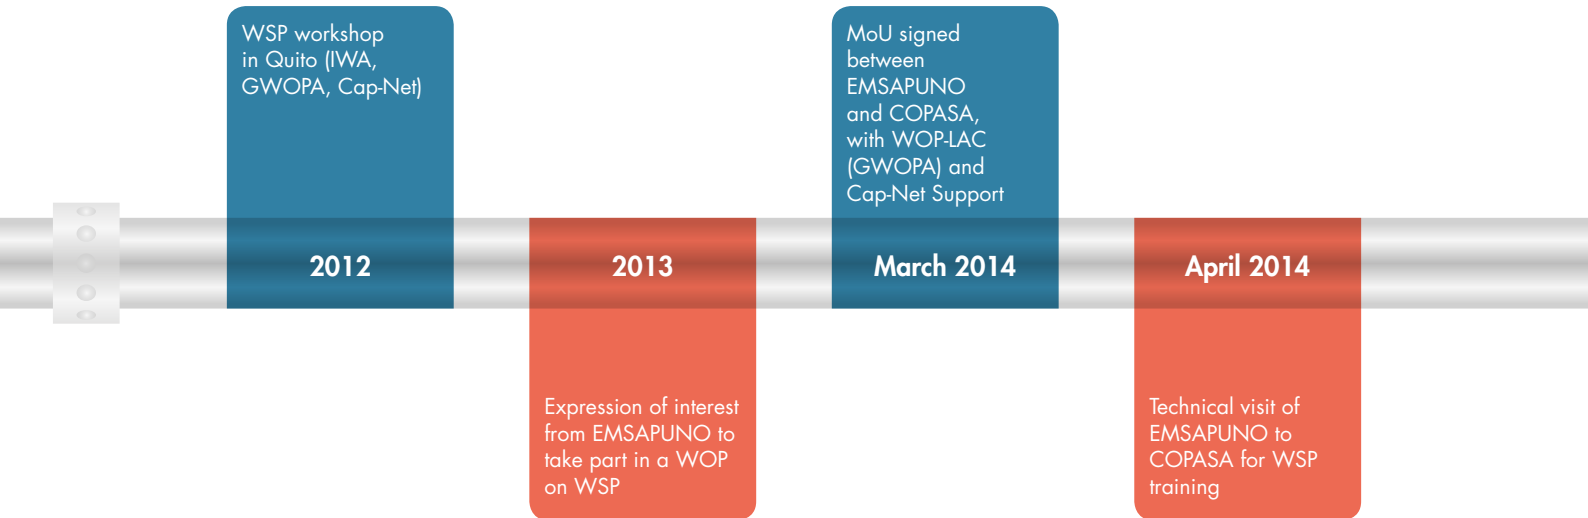 WSP workshop
in Quito (IWA,
GWOPA, Cap-Net)
2012
2013
Expression of interest
from EMSAPUNO to
take part in a WOP
on WSP
MoU signed
between
EMSAPUNO
and COPASA,
with WOP-LAC
(GWOPA) and
Cap-Net Support
March 2014
April 2014
Technical visit of
EMSAPUNO to
COPASA for WSP
training